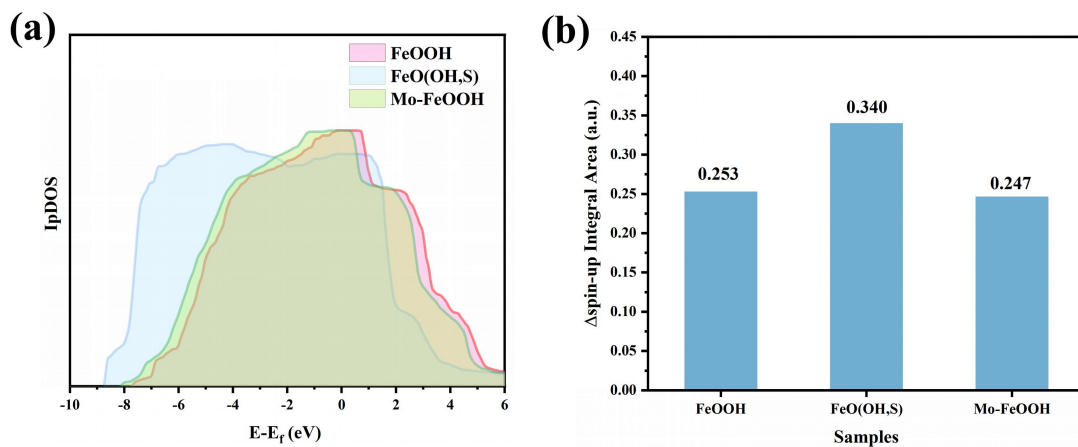 (a)
FeOOH
FeO(OH,S)
Mo-FeOOH
IpDOS
-10 -8 -6 -4 -2 0 2 4 6
E-E_f (eV)
(b)
0.45
0.40
0.35
0.30
0.25
0.20
0.15
0.10
0.05
0.00
Δspin-up Integral Area (a.u.)
0.253
0.340
0.247
FeOOH FeO(OH,S) Mo-FeOOH
Samples